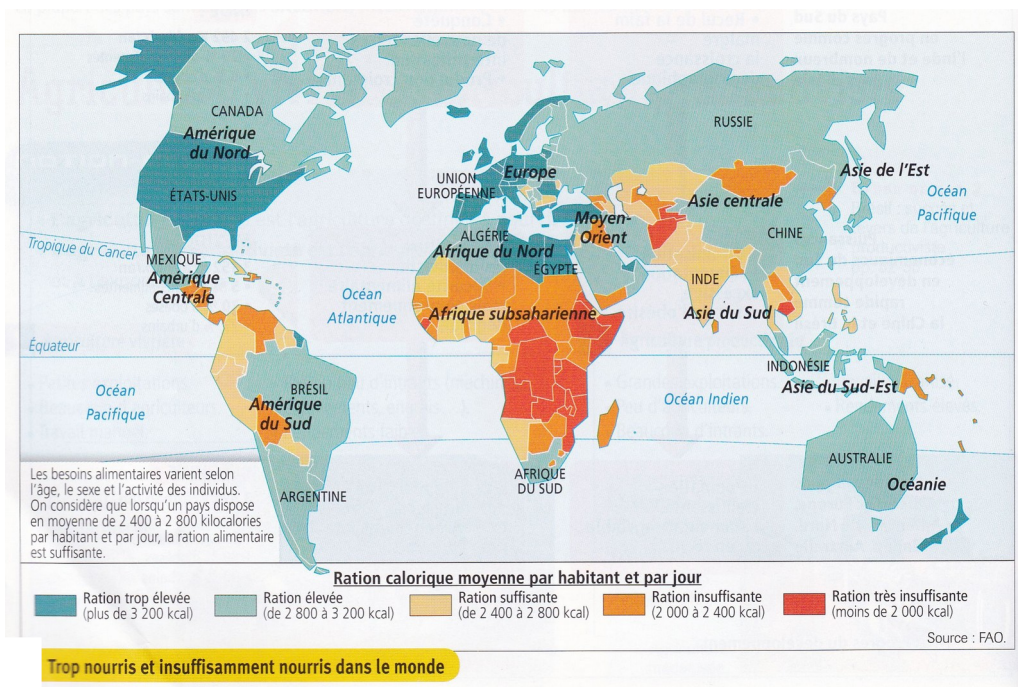 CANADA
Amérique
du Nord
ÉTATS-UNIS
MEXIQUE
Amérique
Centrale
Tropique du Cancer
Équateur
Océan
Pacifique
Océan
Atlantique
BRÉSIL
Amérique
du Sud
ARGENTINE
UNION
EUROPÉENNE
Europe
RUSSIE
ALGÉRIE
Afrique du Nord
ÉGYPTE
Moyen-
Orient
Afrique subsaharienne
AFRIQUE
DU SUD
Asie centrale
Asie de l'Est
CHINE
INDE
Asie du Sud
Océan
Pacifique
INDONÉSIE
Asie du Sud-Est
Océan Indien
AUSTRALIE
Océanie
Les besoins alimentaires varient selon
l'âge, le sexe et l'activité des individus.
On considère que lorsqu'un pays dispose
en moyenne de 2 400 à 2 800 kilocalories
par habitant et par jour, la ration alimentaire
est suffisante.
Ration calorique moyenne par habitant et par jour
Ration trop élevée
(plus de 3 200 kcal)
Ration élevée
(de 2 800 à 3 200 kcal)
Ration suffisante
(de 2 400 à 2 800 kcal)
Ration insuffisante
(2 000 à 2 400 kcal)
Ration très insuffisante
(moins de 2 000 kcal)
Source : FAO.
Trop nourris et insuffisamment nourris dans le monde